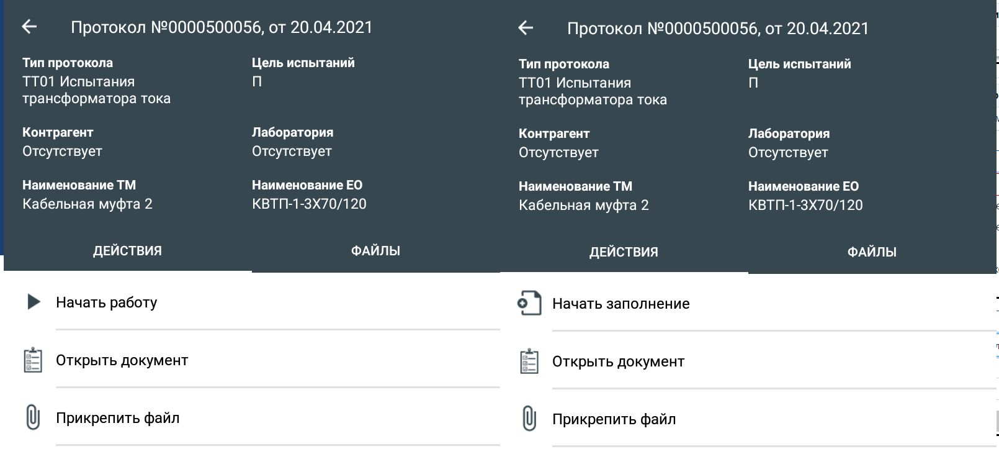 Протокол №0000500056, от 20.04.2021
Тип протокола
ТТ01 Испытания
трансформатора тока
Цель испытаний
П
Контрагент
Отсутствует
Лаборатория
Отсутствует
Наименование ТМ
Кабельная муфта 2
Наименование ЕО
КВТП-1-3Х70/120
ДЕЙСТВИЯ
ФАЙЛЫ
Начать работу
Открыть документ
Прикрепить файл
Протокол №0000500056, от 20.04.2021
Тип протокола
ТТ01 Испытания
трансформатора тока
Цель испытаний
П
Контрагент
Отсутствует
Лаборатория
Отсутствует
Наименование ТМ
Кабельная муфта 2
Наименование ЕО
КВТП-1-3Х70/120
ДЕЙСТВИЯ
ФАЙЛЫ
Начать заполнение
Открыть документ
Прикрепить файл